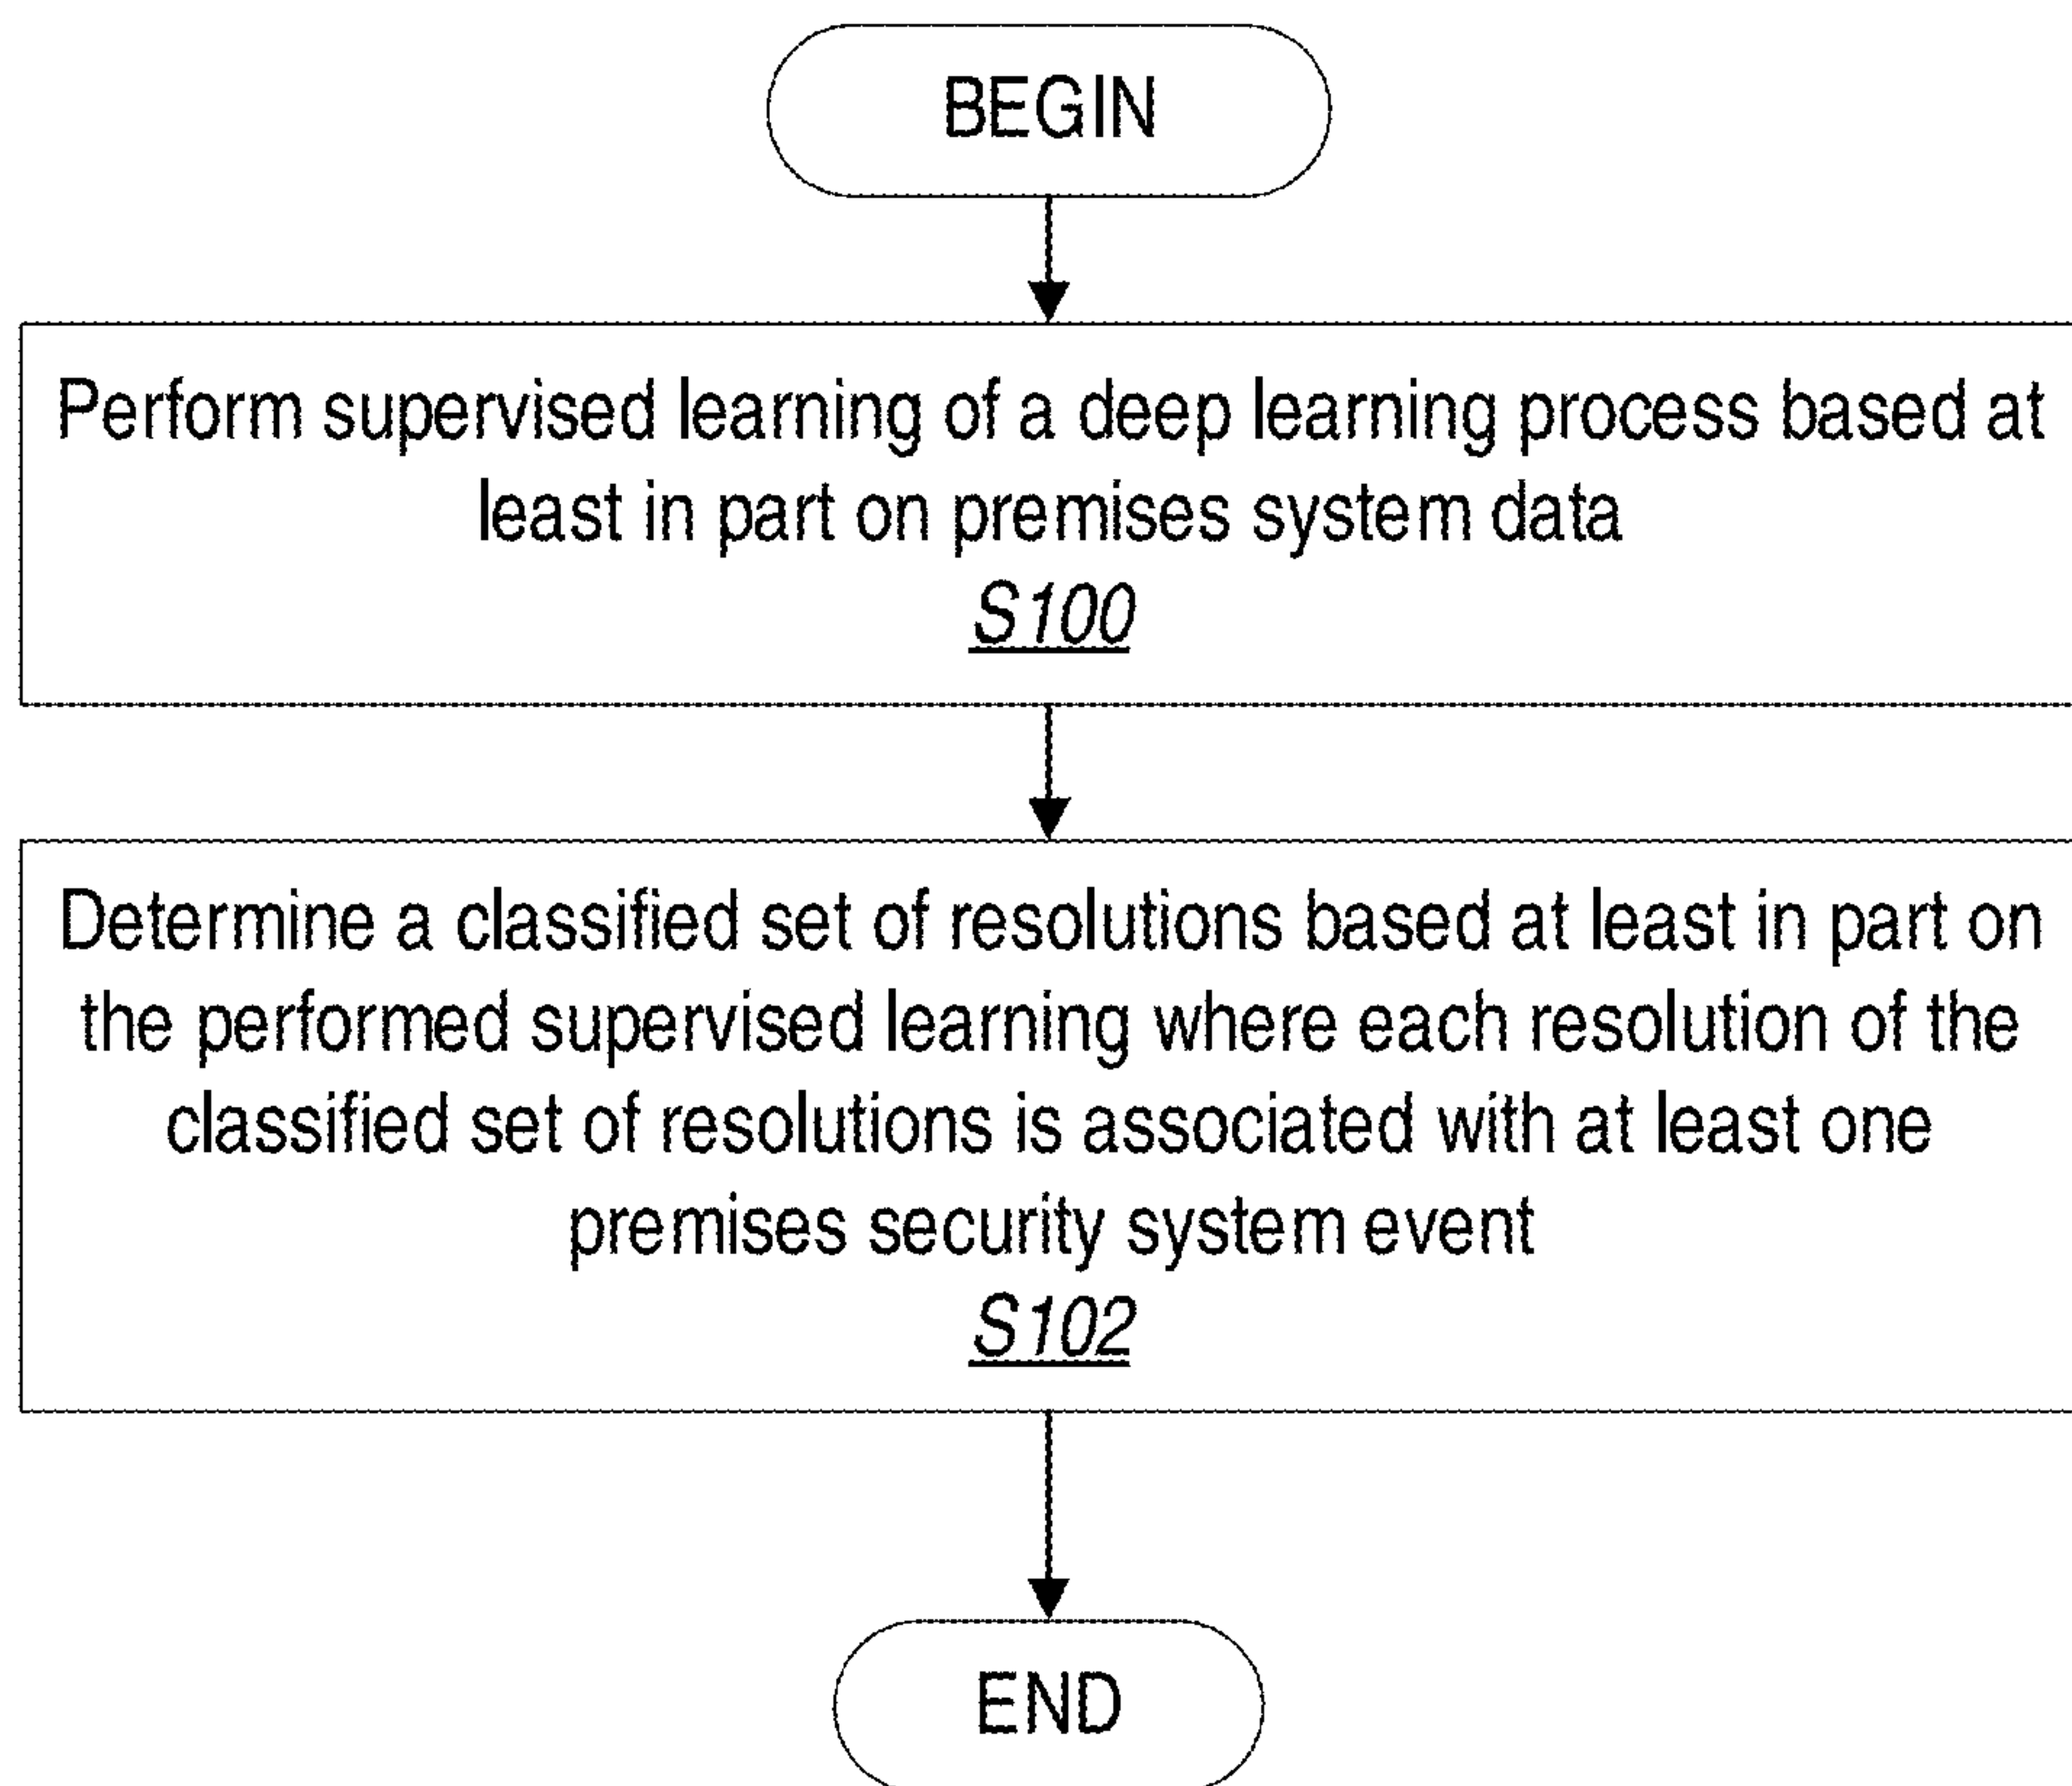 BEGIN
Perform supervised learning of a deep learning process based at
least in part on premises system data
S100
Determine a classified set of resolutions based at least in part on
the performed supervised learning where each resolution of the
classified set of resolutions is associated with at least one
premises security system event
S102
END